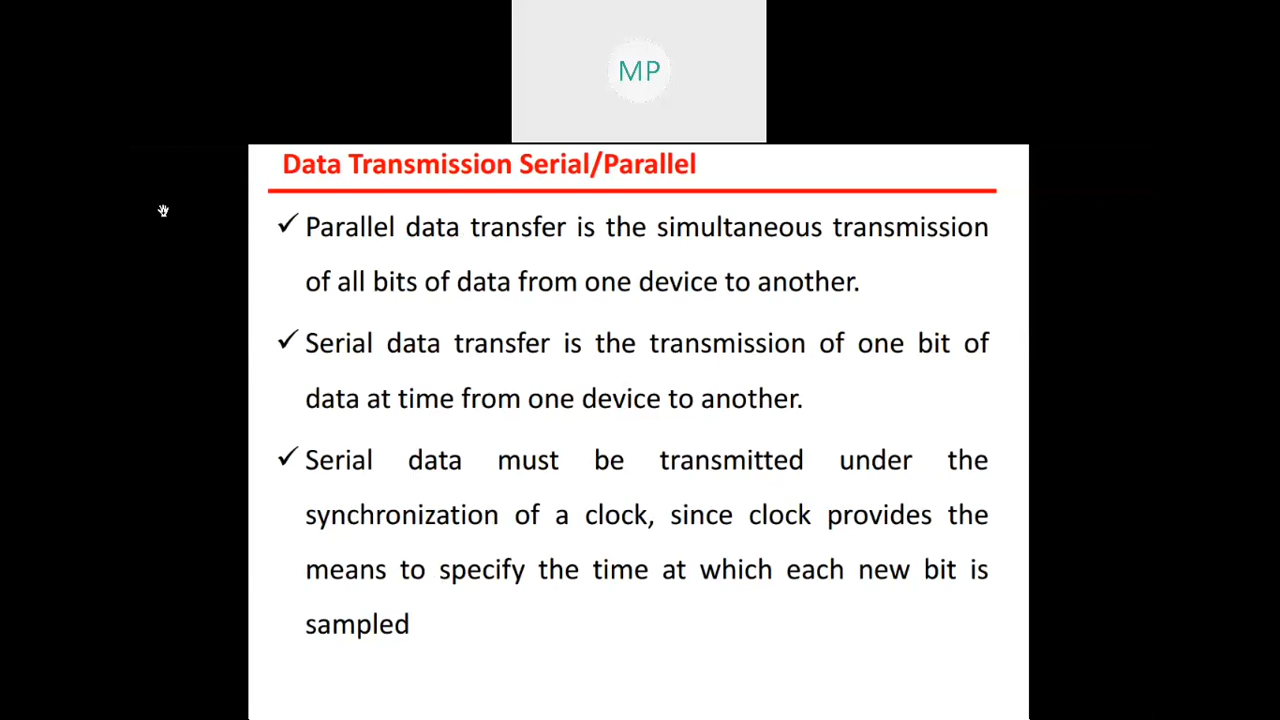 MP
Data Transmission Serial/Parallel
✓ Parallel data transfer is the simultaneous transmission
of all bits of data from one device to another.
✓ Serial data transfer is the transmission of one bit of
data at time from one device to another.
✓ Serial data must be transmitted under the
synchronization of a clock, since clock provides the
means to specify the time at which each new bit is
sampled